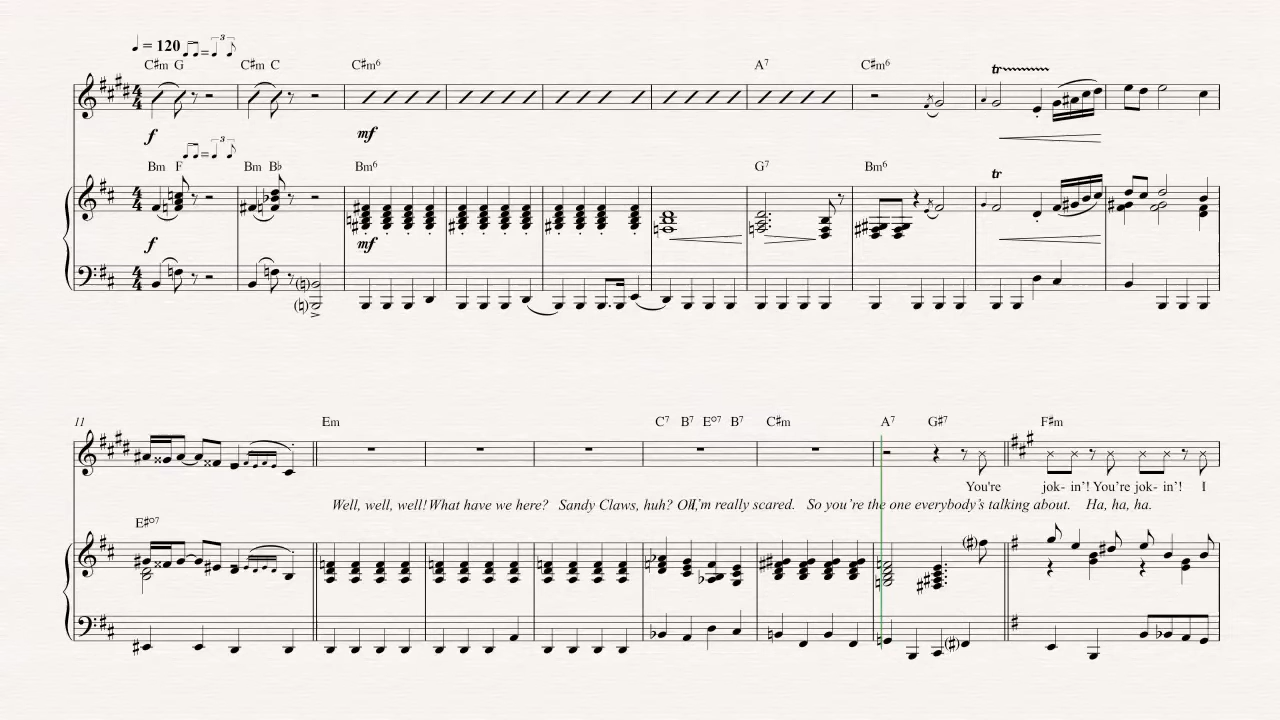 ♩ = 120 ♫ = ♩ 3 ♪
C♯m G C♯m C C♯m6 A7 C♯m6 tr
f mf
♫ = ♩ 3 ♪
Bm F Bm B♭ Bm6 G7 Bm6 tr
f mf
11 Em C7 B7 E°7 B7 C♯m A7 G♯7 F♯m
You're jok- in'! You're jok- in'! I
Well, well, well! What have we here? Sandy Claws, huh? Oh, I'm really scared. So you're the one everybody's talking about. Ha, ha, ha.
E♯°7